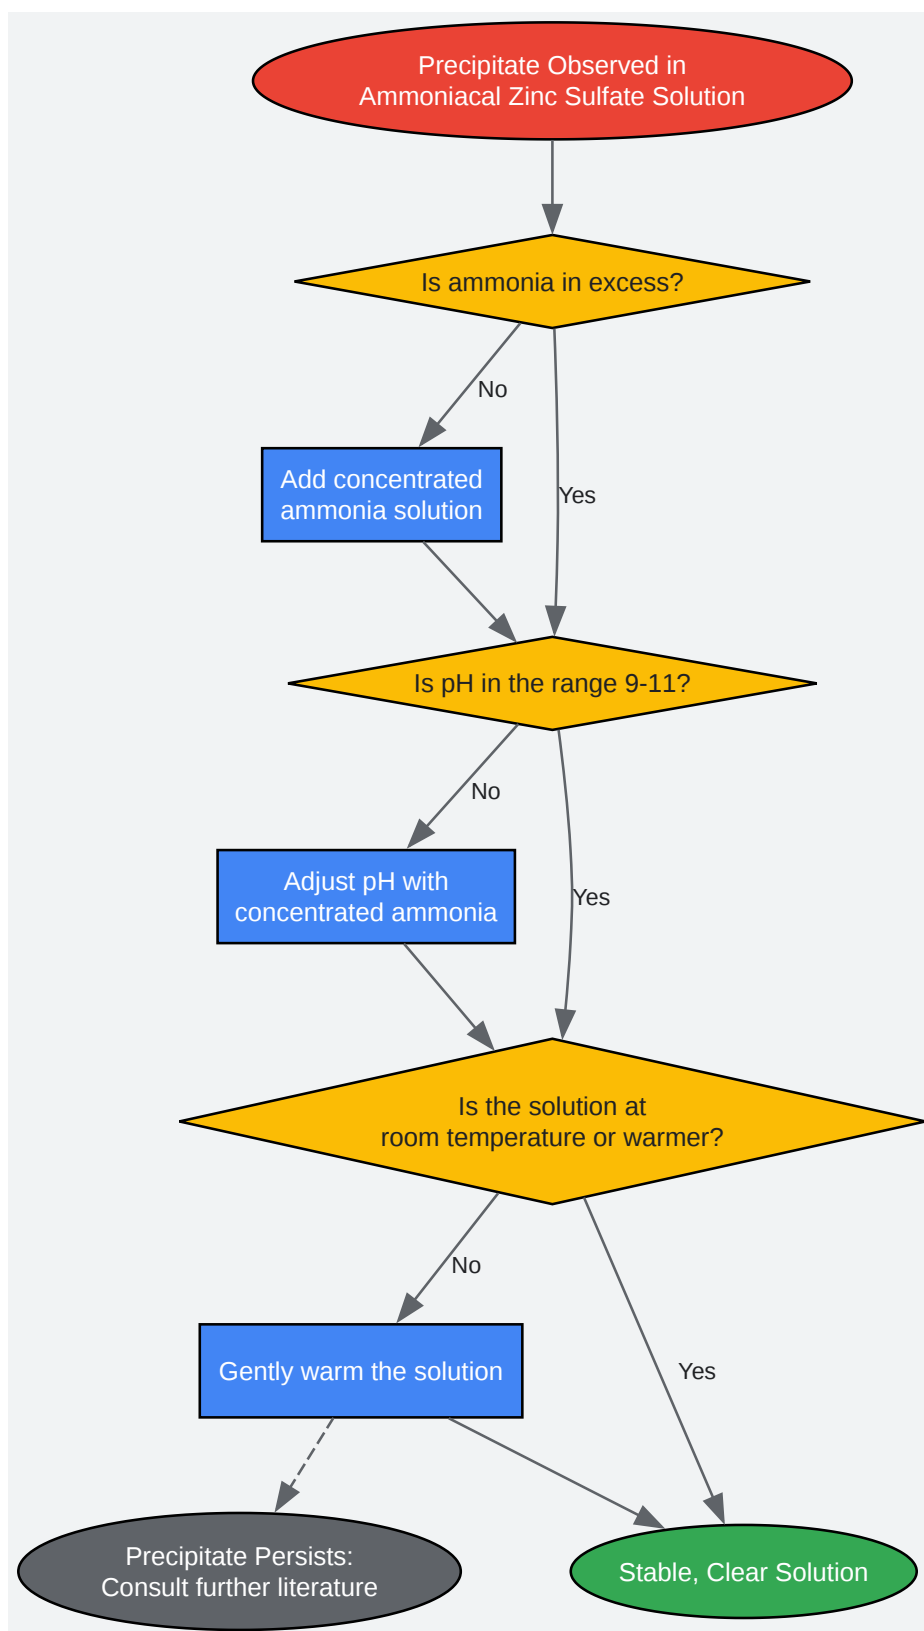 Precipitate Observed in
Ammoniacal Zinc Sulfate Solution
Is ammonia in excess?
No
Add concentrated
ammonia solution
Yes
Is pH in the range 9-11?
No
Adjust pH with
concentrated ammonia
Yes
Is the solution at
room temperature or warmer?
No
Gently warm the solution
Yes
Precipitate Persists:
Consult further literature
Stable, Clear Solution